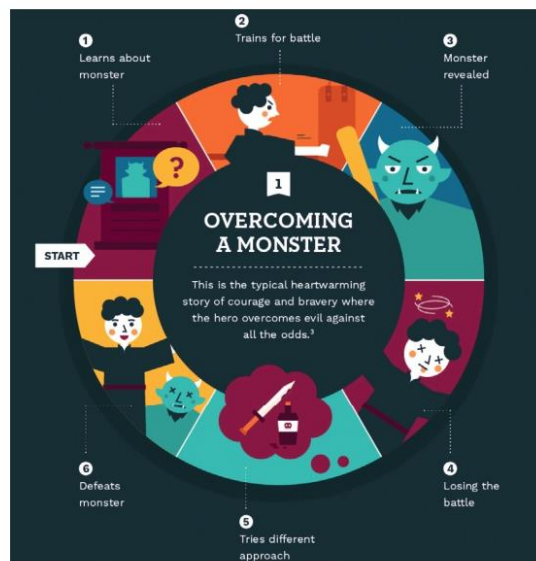 1
Learns about
monster
2
Trains for battle
3
Monster
revealed
?
START
1
OVERCOMING
A MONSTER
This is the typical heartwarming
story of courage and bravery where
the hero overcomes evil against
all the odds.³
6
Defeats
monster
4
Losing the
battle
5
Tries different
approach